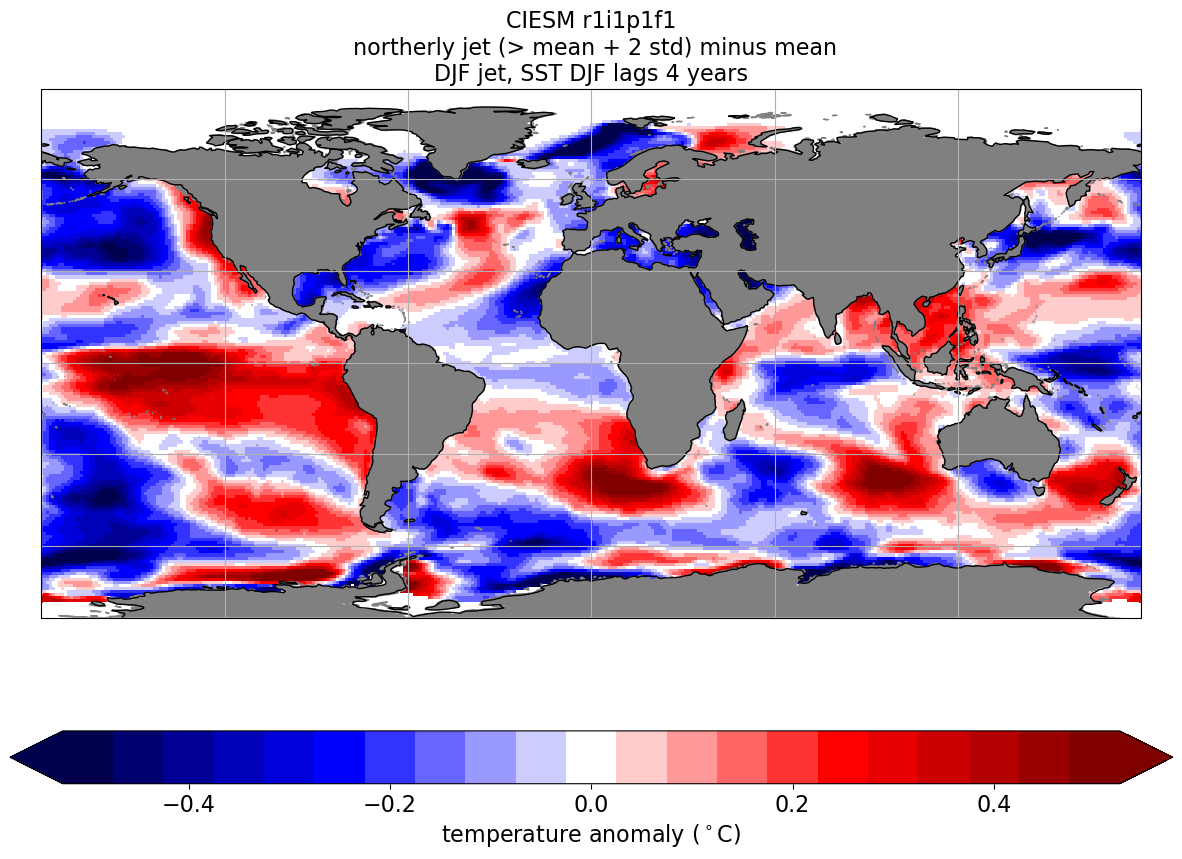 CIESM r1i1p1f1
northerly jet (> mean + 2 std) minus mean
DJF jet, SST DJF lags 4 years
−0.4 −0.2 0.0 0.2 0.4
temperature anomaly (°C)